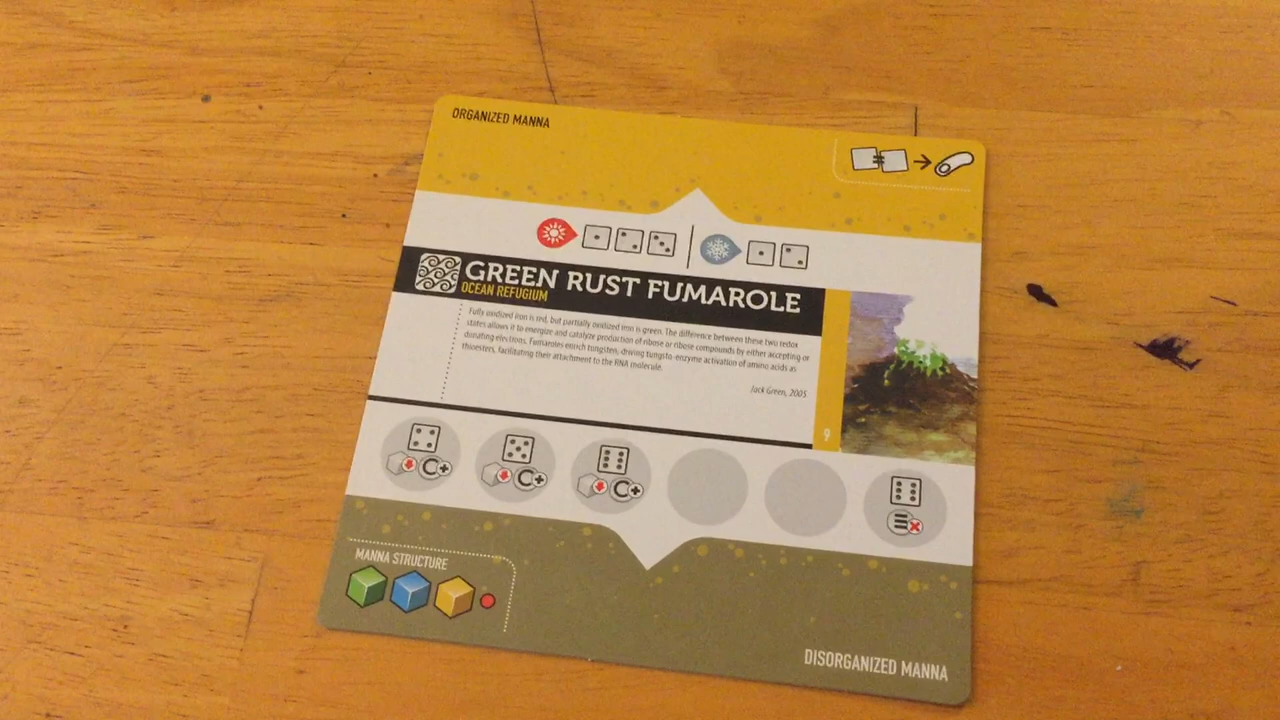 ORGANIZED MANNA
GREEN RUST FUMAROLE
OCEAN REFUGIUM
Fully oxidized iron is red, but partially oxidized iron is green. The difference between these two redox
states allows it to energize and catalyze production of ribose or ribose compounds by either accepting or
donating electrons. Fumaroles enrich tungsten, driving tungsto-enzyme activation of amino acids as
thioesters, facilitating their attachment to the RNA molecule.
Jack Green, 2005
9
C+ C+ C+
MANNA STRUCTURE
DISORGANIZED MANNA